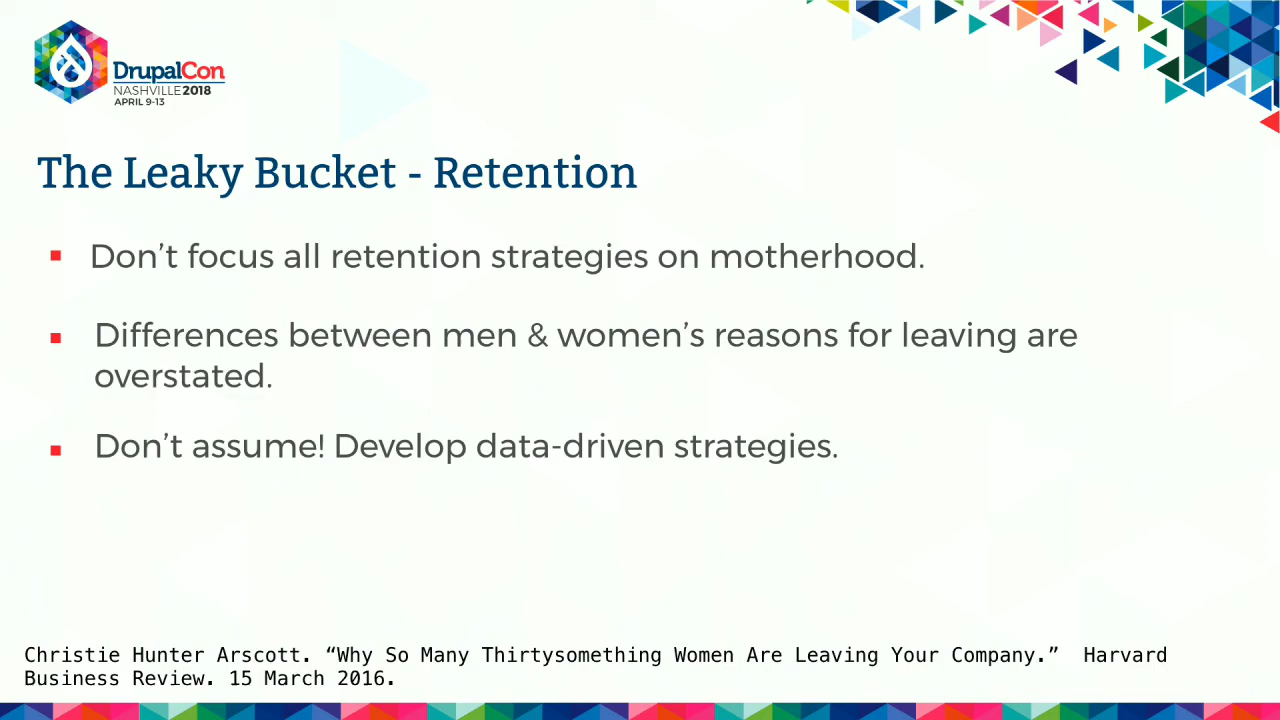 DrupalCon
NASHVILLE 2018
APRIL 9-13
The Leaky Bucket - Retention
Don’t focus all retention strategies on motherhood.
Differences between men & women’s reasons for leaving are
overstated.
Don’t assume! Develop data-driven strategies.
Christie Hunter Arscott. “Why So Many Thirtysomething Women Are Leaving Your Company.”  Harvard
Business Review. 15 March 2016.